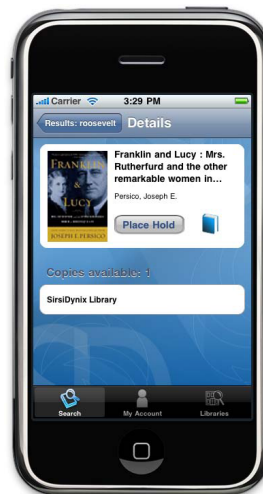 Carrier 3:29 PM
Results: roosevelt Details
FRANKLIN
&
LUCY
JOSEPH E. PERSICO
Franklin and Lucy : Mrs.
Rutherfurd and the other
remarkable women in...
Persico, Joseph E.
Place Hold
Copies available: 1
SirsiDynix Library
Search My Account Libraries